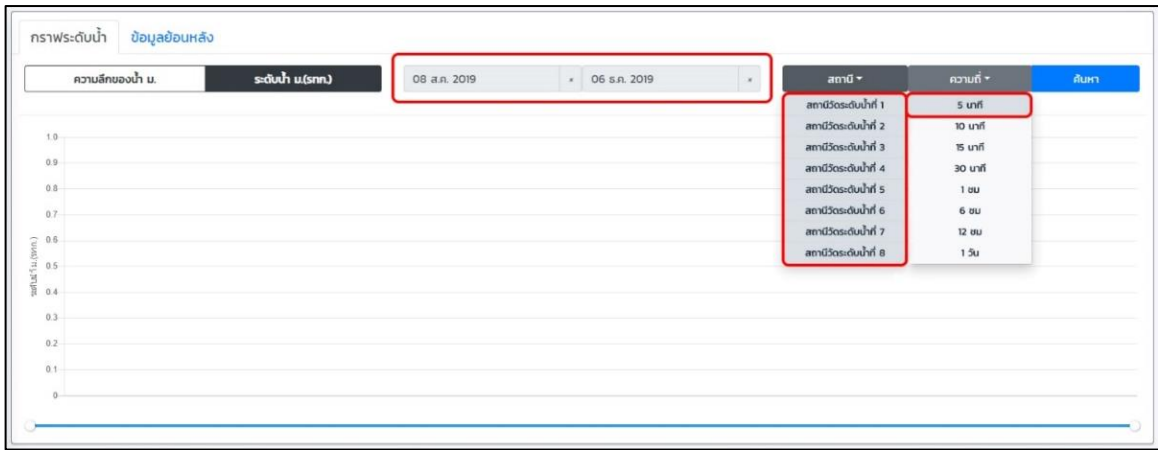 กราฟระดับน้ำ ข้อมูลย้อนหลัง
ความลึกของน้ำ ม. ระดับน้ำ ม.(รทก.) 08 ส.ค. 2019 × 06 ธ.ค. 2019 × สถานี ความถี่ ค้นหา
สถานีวัดระดับน้ำที่ 1 5 นาที
สถานีวัดระดับน้ำที่ 2 10 นาที
สถานีวัดระดับน้ำที่ 3 15 นาที
สถานีวัดระดับน้ำที่ 4 30 นาที
สถานีวัดระดับน้ำที่ 5 1 ชม
สถานีวัดระดับน้ำที่ 6 6 ชม
สถานีวัดระดับน้ำที่ 7 12 ชม
สถานีวัดระดับน้ำที่ 8 1 วัน
1.0
0.9
0.8
0.7
0.6
0.5
0.4
0.3
0.2
0.1
0
ระดับน้ำ ม.(รทก.)